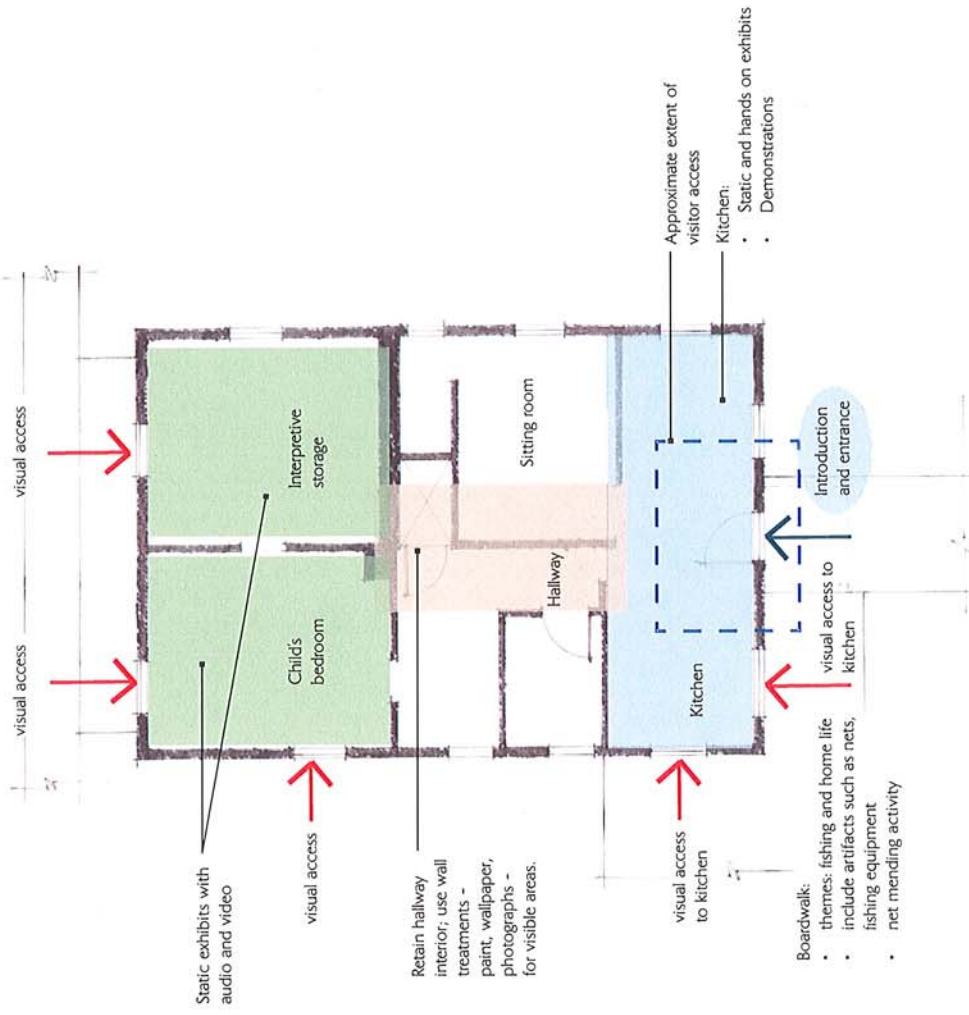 visual access
visual access
Static exhibits with
audio and video
Child's
bedroom
Interpretive
storage
visual access
Retain hallway
interior; use wall
treatments -
paint, wallpaper,
photographs -
for visible areas.
Hallway
Sitting room
visual access
to kitchen
Kitchen
Approximate extent of
visitor access
Kitchen:
• Static and hands on exhibits
• Demonstrations
visual access to
kitchen
Introduction
and entrance
Boardwalk:
• themes: fishing and home life
• include artifacts such as nets,
fishing equipment
• net mending activity